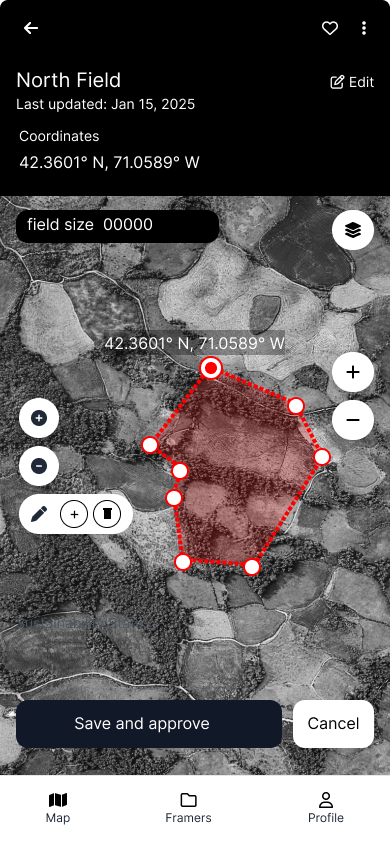 North Field
Edit
Last updated: Jan 15, 2025
Coordinates
42.3601° N, 71.0589° W
field size 00000
42.3601° N, 71.0589° W
Save and approve
Cancel
Map
Framers
Profile